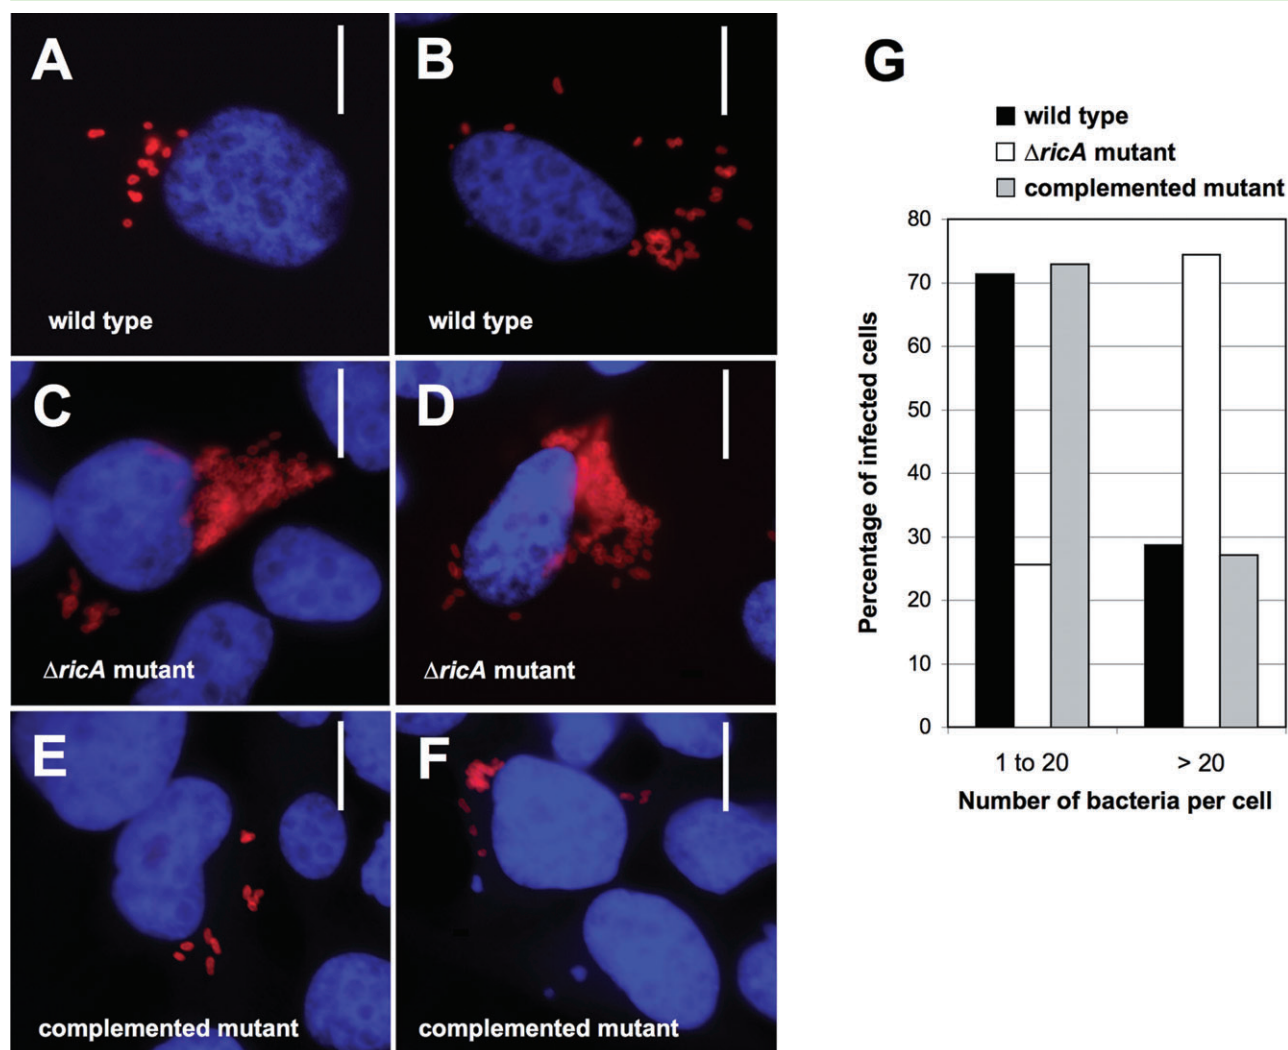 A
wild type
B
wild type
C
ΔricA mutant
D
ΔricA mutant
E
complemented mutant
F
complemented mutant
G
wild type
ΔricA mutant
complemented mutant
80
70
60
50
40
30
20
10
0
Percentage of infected cells
1 to 20
> 20
Number of bacteria per cell